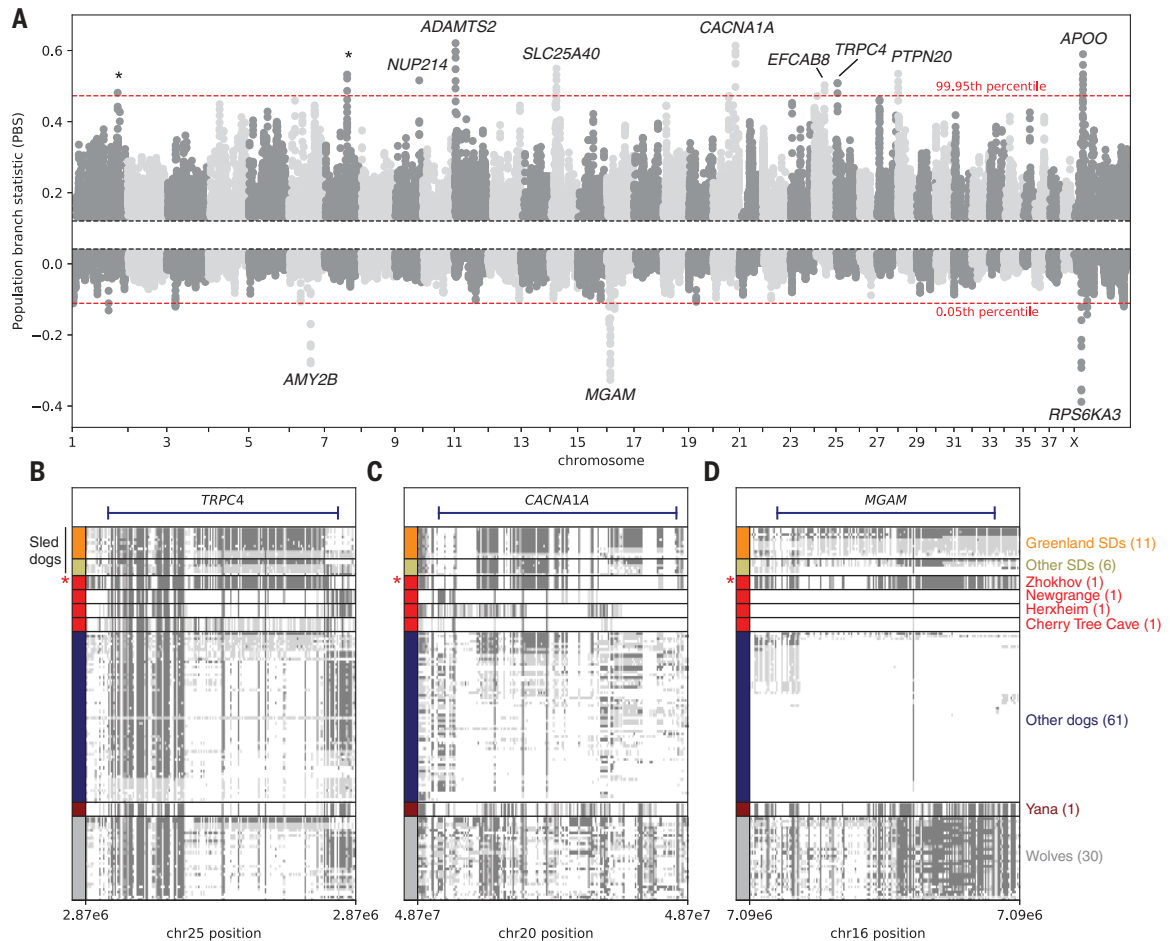 A
Population branch statistic (PBS)
0.6
0.4
0.2
0.0
−0.2
−0.4
*
*
NUP214
ADAMTS2
SLC25A40
CACNA1A
EFCAB8
TRPC4
PTPN20
APOO
99.95th percentile
0.05th percentile
AMY2B
MGAM
RPS6KA3
1 3 5 7 9 11 13 15 17 19 21 23 25 27 29 31 33 35 37 X
chromosome
B
TRPC4
Sled
dogs
*
2.87e6 2.87e6
chr25 position
C
CACNA1A
*
4.87e7 4.87e7
chr20 position
D
MGAM
*
7.09e6 7.09e6
chr16 position
Greenland SDs (11)
Other SDs (6)
Zhokhov (1)
Newgrange (1)
Herxheim (1)
Cherry Tree Cave (1)
Other dogs (61)
Yana (1)
Wolves (30)